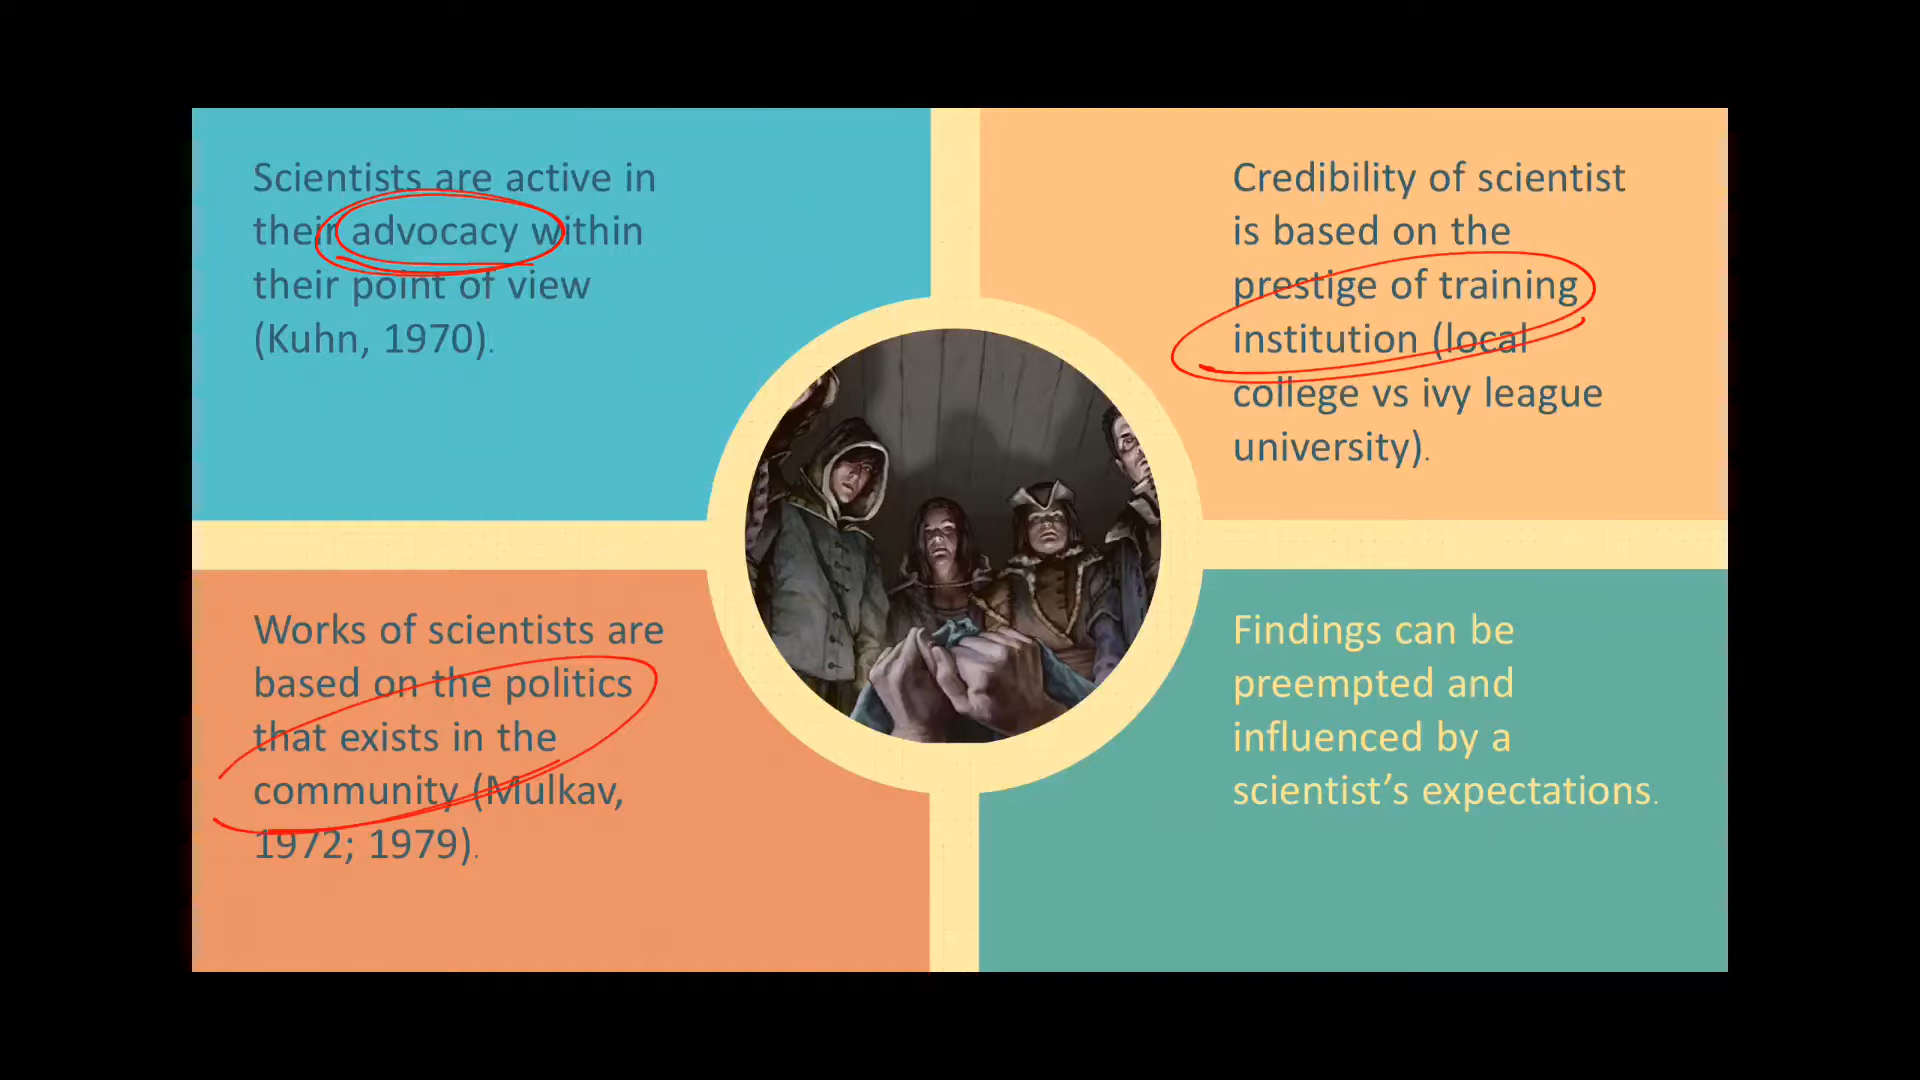 Scientists are active in
their advocacy within
their point of view
(Kuhn, 1970).
Credibility of scientist
is based on the
prestige of training
institution (local
college vs ivy league
university).
Works of scientists are
based on the politics
that exists in the
community (Mulkav,
1972; 1979).
Findings can be
preempted and
influenced by a
scientist’s expectations.